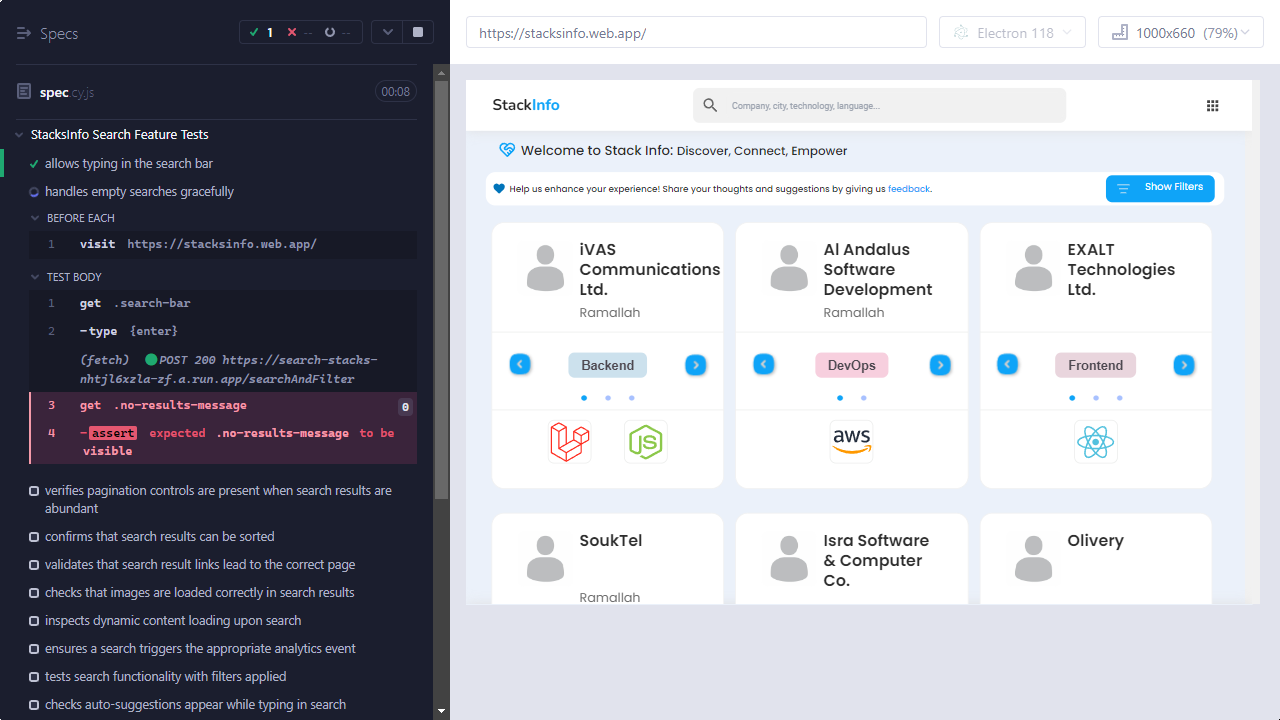 Specs
1 -- --
spec.cy.js
00:08
StacksInfo Search Feature Tests
allows typing in the search bar
handles empty searches gracefully
BEFORE EACH
1 visit https://stacksinfo.web.app/
TEST BODY
1 get .search-bar
2 -type {enter}
(fetch) POST 200 https://search-stacks-
nhtjl6xzla-zf.a.run.app/searchAndFilter
3 get .no-results-message 0
4 -assert expected .no-results-message to be
visible
verifies pagination controls are present when search results are
abundant
confirms that search results can be sorted
validates that search result links lead to the correct page
checks that images are loaded correctly in search results
inspects dynamic content loading upon search
ensures a search triggers the appropriate analytics event
tests search functionality with filters applied
checks auto-suggestions appear while typing in search
https://stacksinfo.web.app/
Electron 118
1000x660 (79%)
StackInfo
Company, city, technology, language...
Welcome to Stack Info: Discover, Connect, Empower
Help us enhance your experience! Share your thoughts and suggestions by giving us feedback.
Show Filters
iVAS
Communications
Ltd.
Ramallah
Backend
Al Andalus
Software
Development
Ramallah
DevOps
aws
EXALT
Technologies
Ltd.
Frontend
SoukTel
Ramallah
Isra Software
& Computer
Co.
Olivery